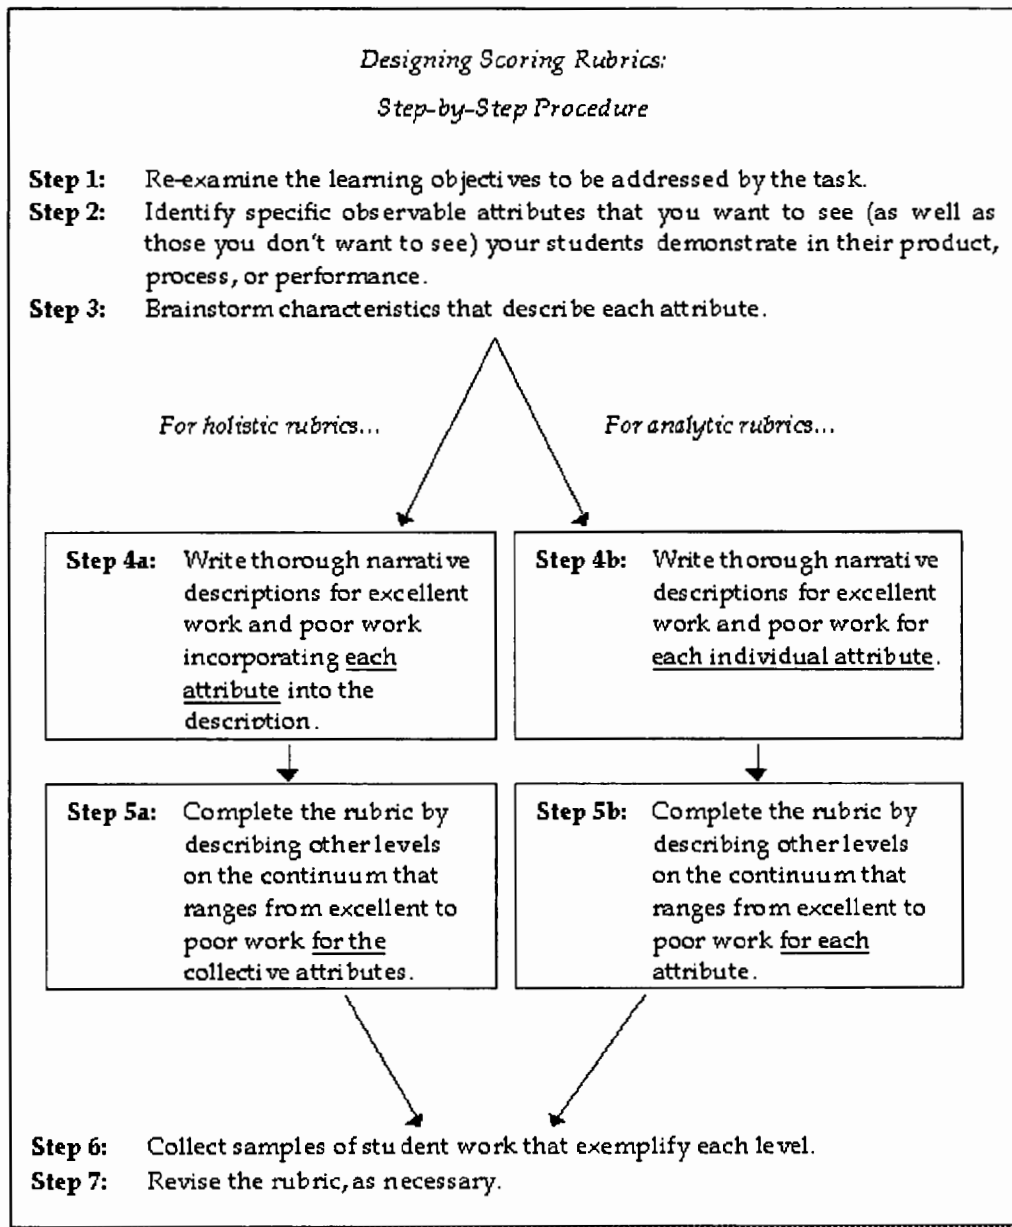 Designing Scoring Rubrics:
Step-by-Step Procedure
Step 1: Re-examine the learning objectives to be addressed by the task.
Step 2: Identify specific observable attributes that you want to see (as well as
those you don't want to see) your students demonstrate in their product,
process, or performance.
Step 3: Brainstorm characteristics that describe each attribute.
For holistic rubrics...
For analytic rubrics...
Step 4a: Write thorough narrative
descriptions for excellent
work and poor work
incorporating each
attribute into the
description.
Step 4b: Write thorough narrative
descriptions for excellent
work and poor work for
each individual attribute.
Step 5a: Complete the rubric by
describing other levels
on the continuum that
ranges from excellent to
poor work for the
collective attributes.
Step 5b: Complete the rubric by
describing other levels
on the continuum that
ranges from excellent to
poor work for each
attribute.
Step 6: Collect samples of student work that exemplify each level.
Step 7: Revise the rubric, as necessary.